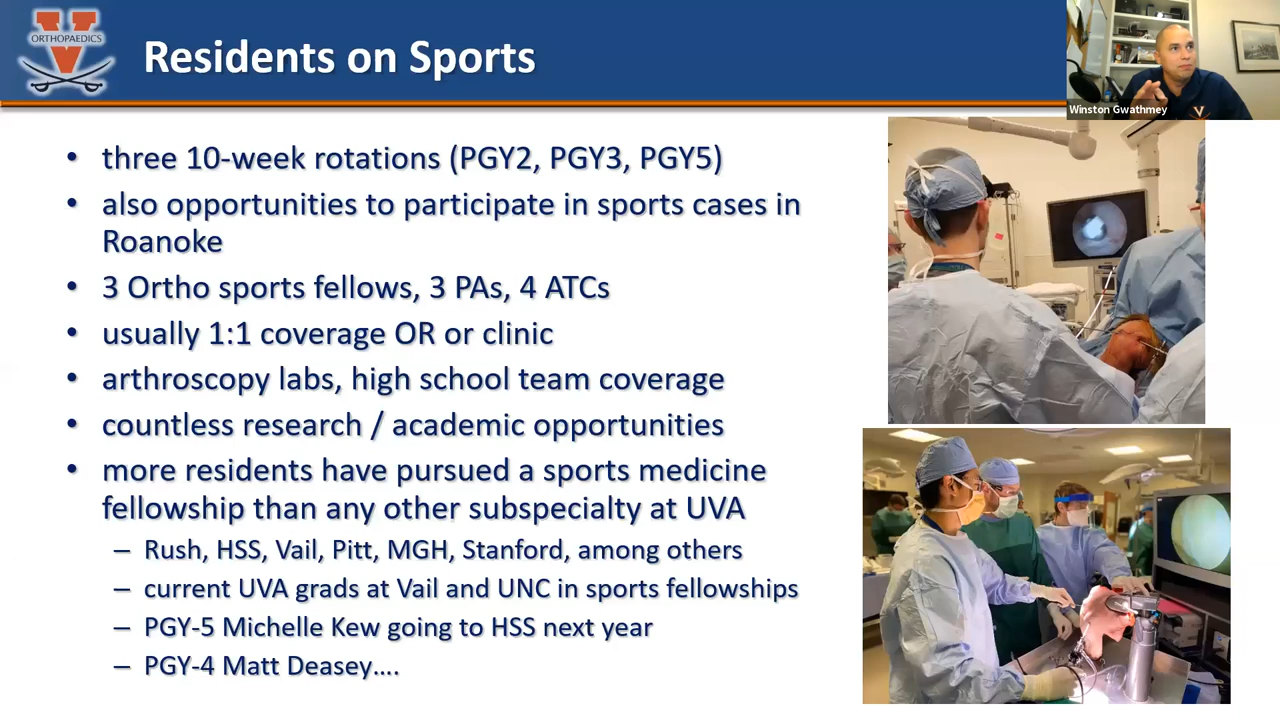 ORTHOPAEDICS
Residents on Sports
Winston Gwathmey
• three 10-week rotations (PGY2, PGY3, PGY5)
• also opportunities to participate in sports cases in
Roanoke
• 3 Ortho sports fellows, 3 PAs, 4 ATCs
• usually 1:1 coverage OR or clinic
• arthroscopy labs, high school team coverage
• countless research / academic opportunities
• more residents have pursued a sports medicine
fellowship than any other subspecialty at UVA
– Rush, HSS, Vail, Pitt, MGH, Stanford, among others
– current UVA grads at Vail and UNC in sports fellowships
– PGY-5 Michelle Kew going to HSS next year
– PGY-4 Matt Deasey….